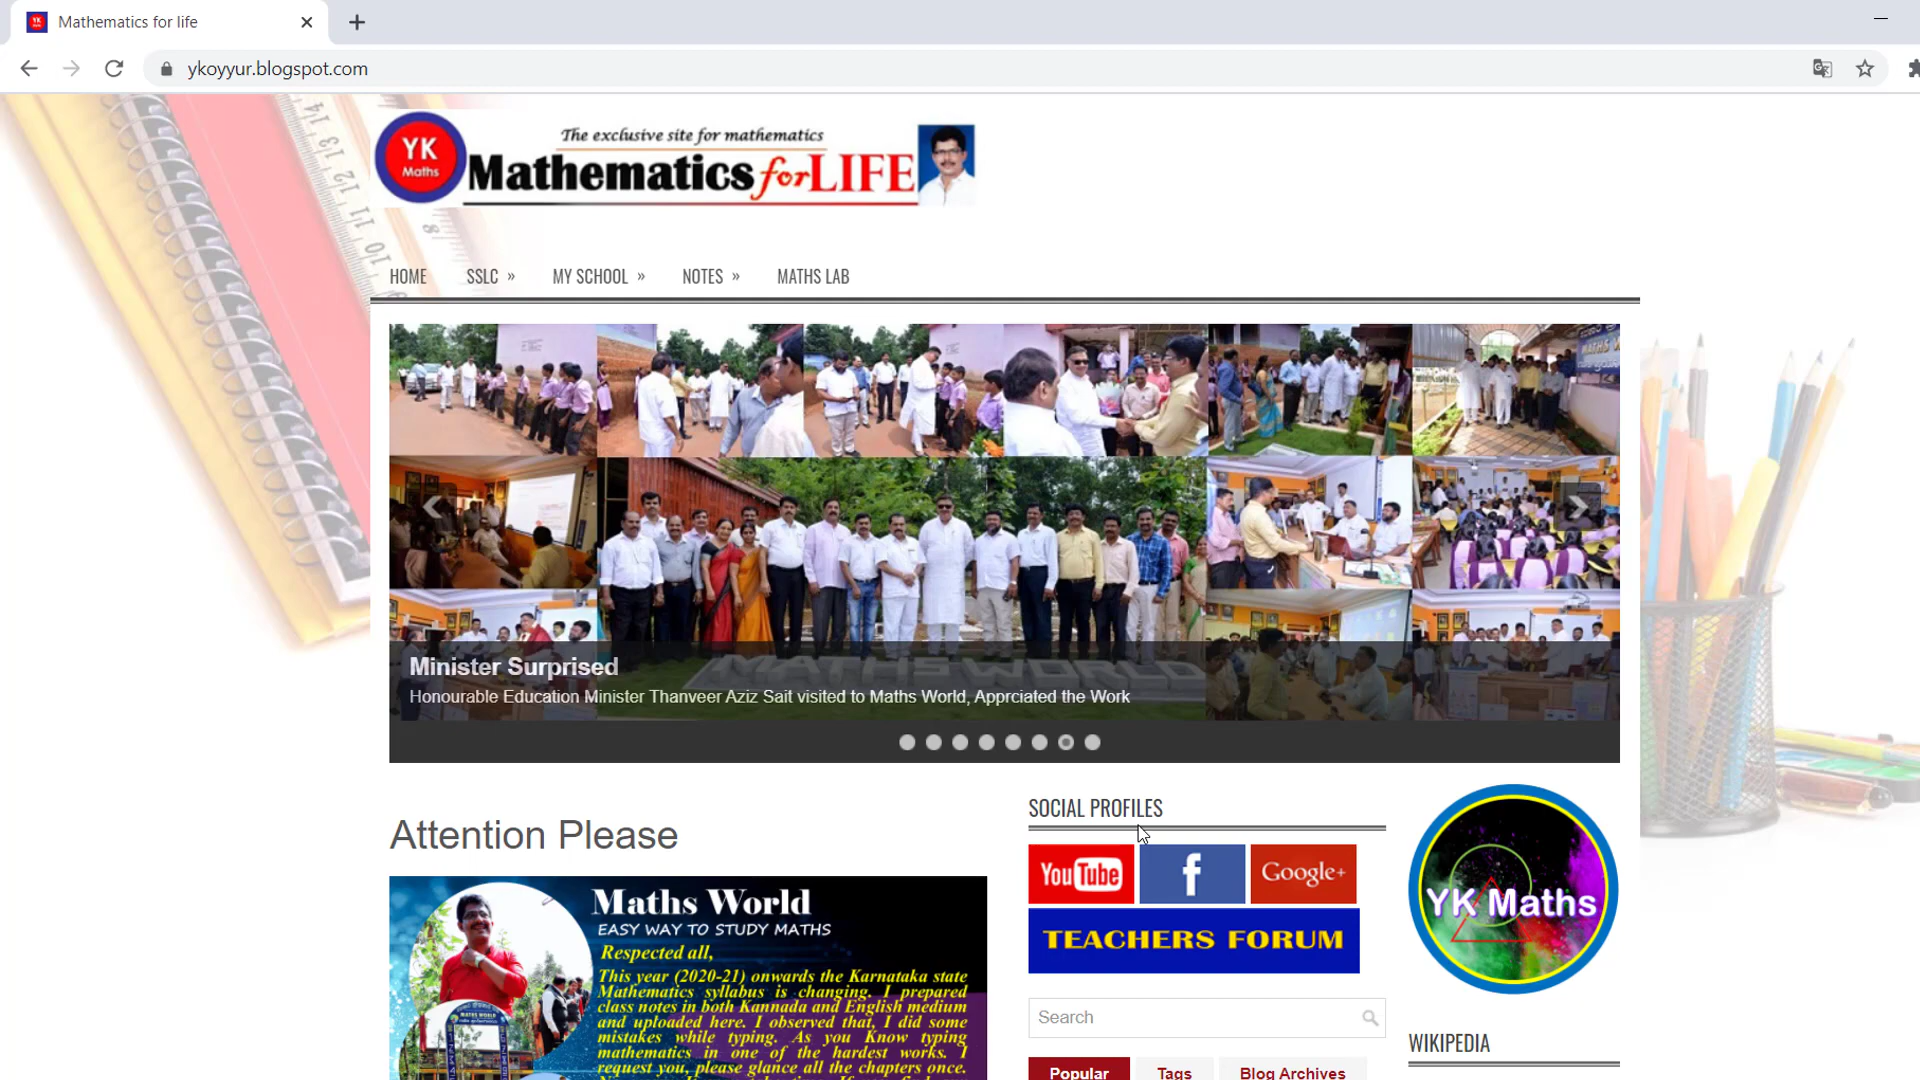 Mathematics for life
ykoyyur.blogspot.com
YK
Maths
The exclusive site for mathematics
Mathematics for LIFE
HOME SSLC » MY SCHOOL » NOTES » MATHS LAB
MATHS WORLD
Minister Surprised
Honourable Education Minister Thanveer Aziz Sait visited to Maths World, Apprciated the Work
Attention Please
Maths World
EASY WAY TO STUDY MATHS
Respected all,
This year (2020-21) onwards the Karnataka state
Mathematics syllabus is changing. I prepared
class notes in both Kannada and English medium
and uploaded here. I observed that, I did some
mistakes while typing. As you Know typing
mathematics in one of the hardest works. I
request you, please glance all the chapters once.
MATHS WORLD
SOCIAL PROFILES
YouTube f Google+
TEACHERS FORUM
Search
Popular Tags Blog Archives
YK Maths
WIKIPEDIA